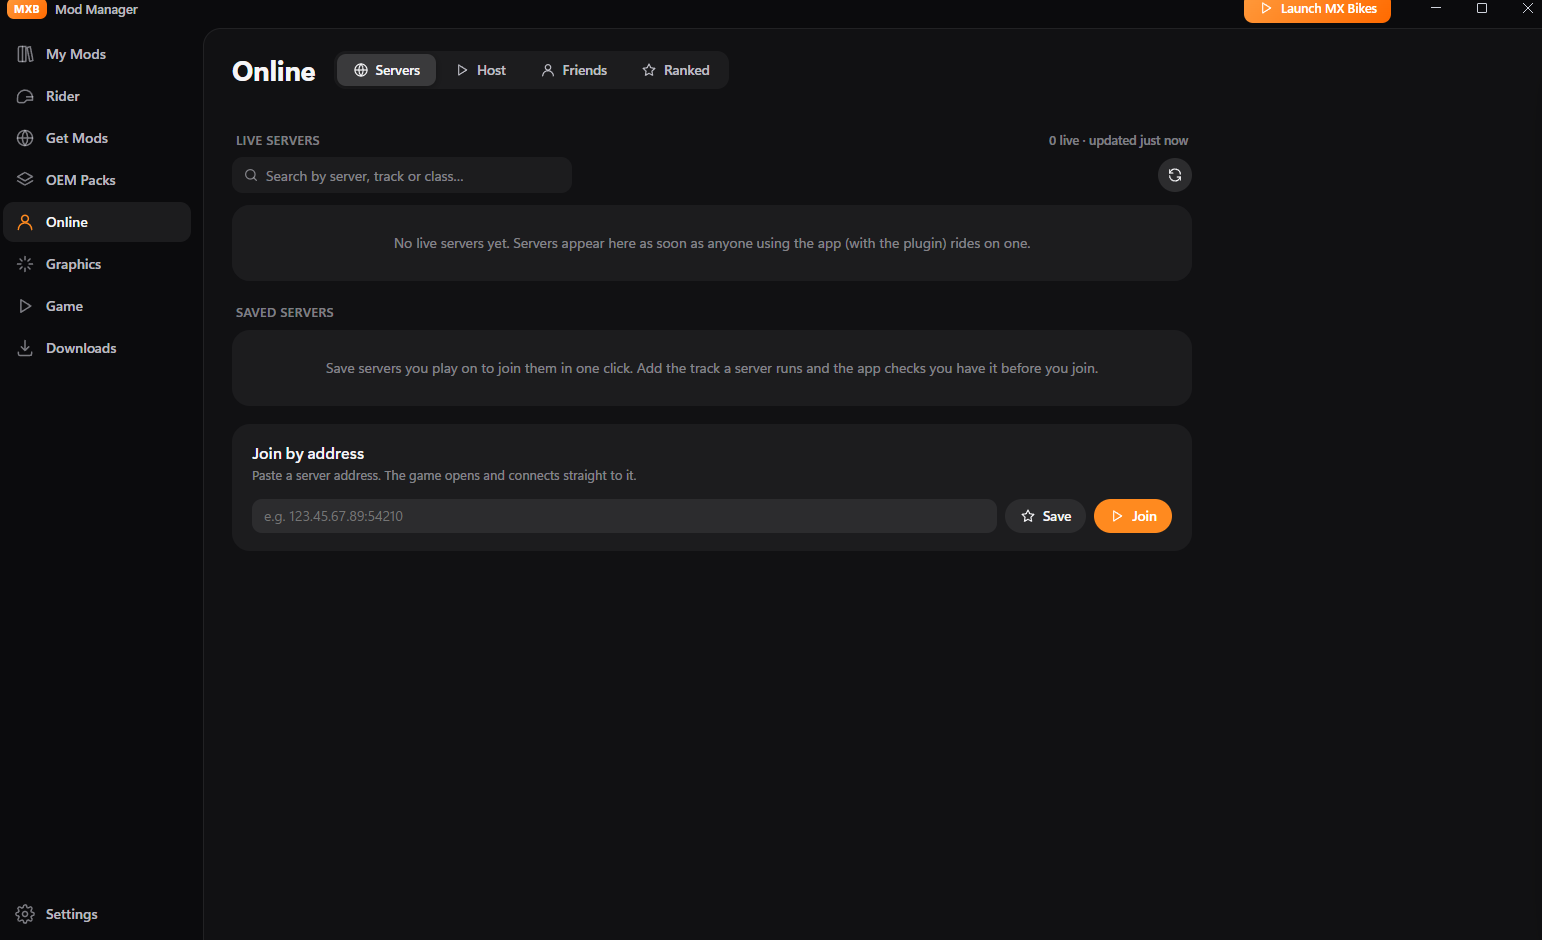 MXB Mod Manager
Launch MX Bikes
My Mods
Rider
Get Mods
OEM Packs
Online
Graphics
Game
Downloads
Settings
Online
Servers
Host
Friends
Ranked
LIVE SERVERS
0 live · updated just now
Search by server, track or class...
No live servers yet. Servers appear here as soon as anyone using the app (with the plugin) rides on one.
SAVED SERVERS
Save servers you play on to join them in one click. Add the track a server runs and the app checks you have it before you join.
Join by address
Paste a server address. The game opens and connects straight to it.
e.g. 123.45.67.89:54210
Save
Join